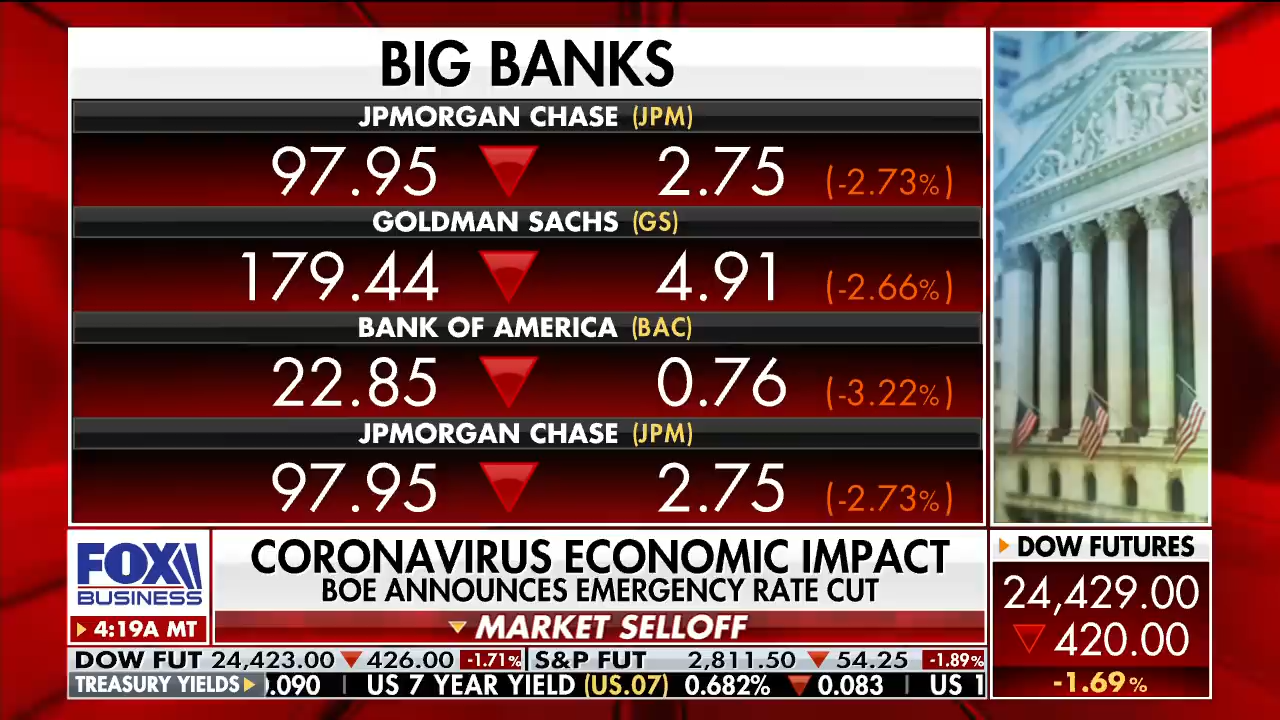 BIG BANKS
JPMORGAN CHASE (JPM)
97.95 ▼ 2.75 (-2.73%)
GOLDMAN SACHS (GS)
179.44 ▼ 4.91 (-2.66%)
BANK OF AMERICA (BAC)
22.85 ▼ 0.76 (-3.22%)
JPMORGAN CHASE (JPM)
97.95 ▼ 2.75 (-2.73%)
FOX
BUSINESS
4:19A MT
CORONAVIRUS ECONOMIC IMPACT
BOE ANNOUNCES EMERGENCY RATE CUT
MARKET SELLOFF
DOW FUTURES
24,429.00
▼ 420.00
-1.69%
DOW FUT 24,423.00 ▼ 426.00 -1.71% S&P FUT 2,811.50 ▼ 54.25 -1.89%
TREASURY YIELDS .090 | US 7 YEAR YIELD (US.07) 0.682% ▼ 0.083 | US 1